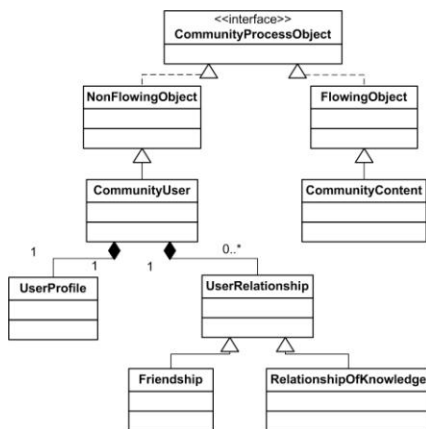 <<interface>>
CommunityProcessObject
NonFlowingObject
FlowingObject
CommunityUser
CommunityContent
1
1
1
0..*
UserProfile
UserRelationship
Friendship
RelationshipOfKnowledge